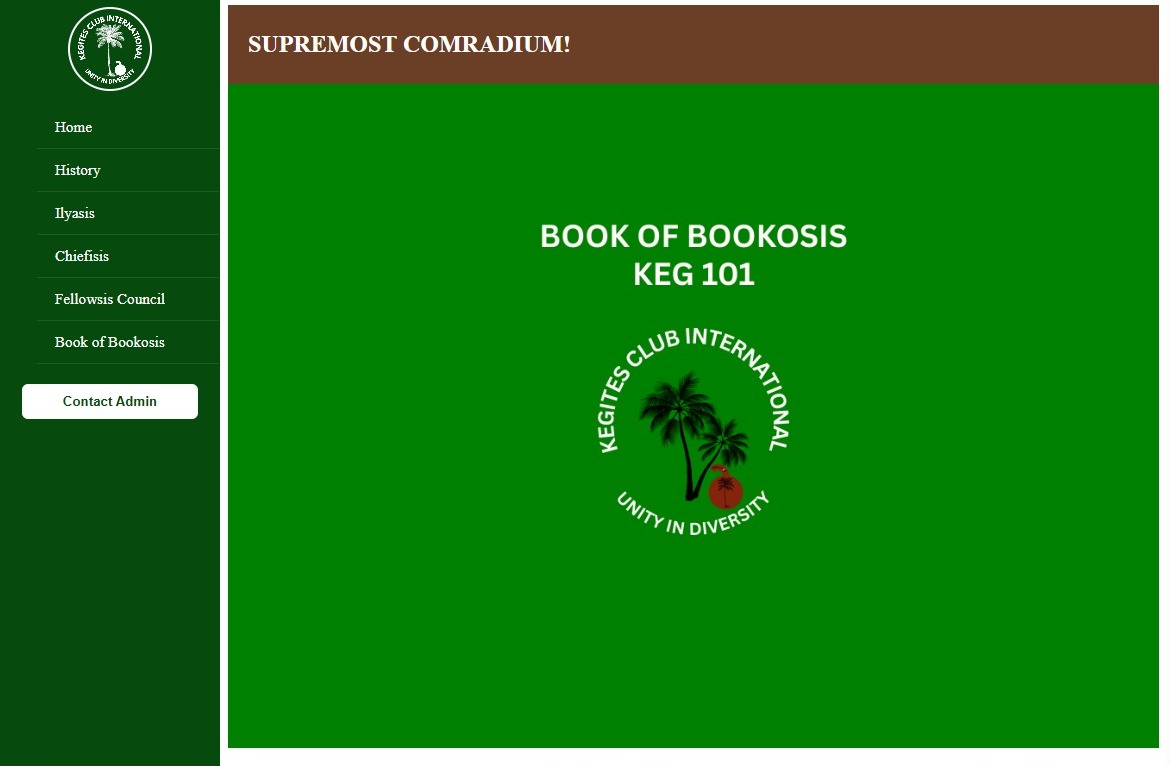 KEGITES CLUB INTERNATIONAL
UNITY IN DIVERSITY
Home
History
Ilyasis
Chiefisis
Fellowsis Council
Book of Bookosis
Contact Admin
SUPREMOST COMRADIUM!
BOOK OF BOOKOSIS
KEG 101
KEGITES CLUB INTERNATIONAL
UNITY IN DIVERSITY